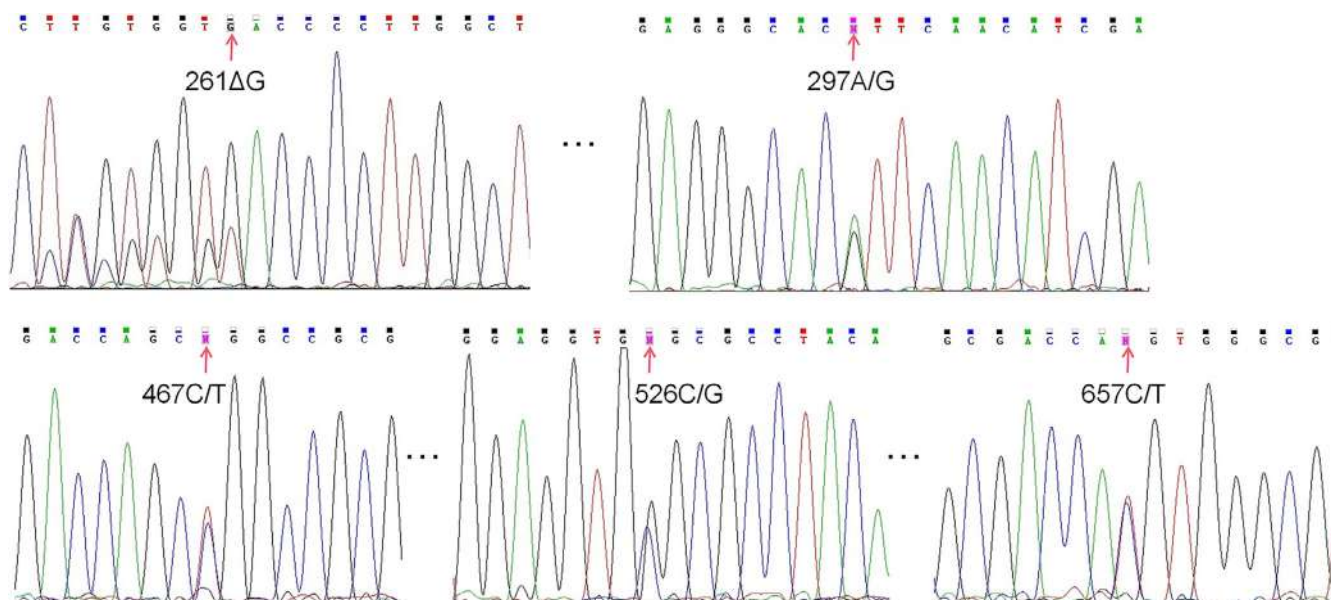 C T T G T G G T G A C C C C T T G G C T
261ΔG
...
G A G G G C A C N T T C A A C A T C G A
297A/G
G A C C A G C N G G C C G C G
467C/T
...
G G A G G T G N G C G C C T A C A
526C/G
...
G C G A C C A N G T G G G C G
657C/T